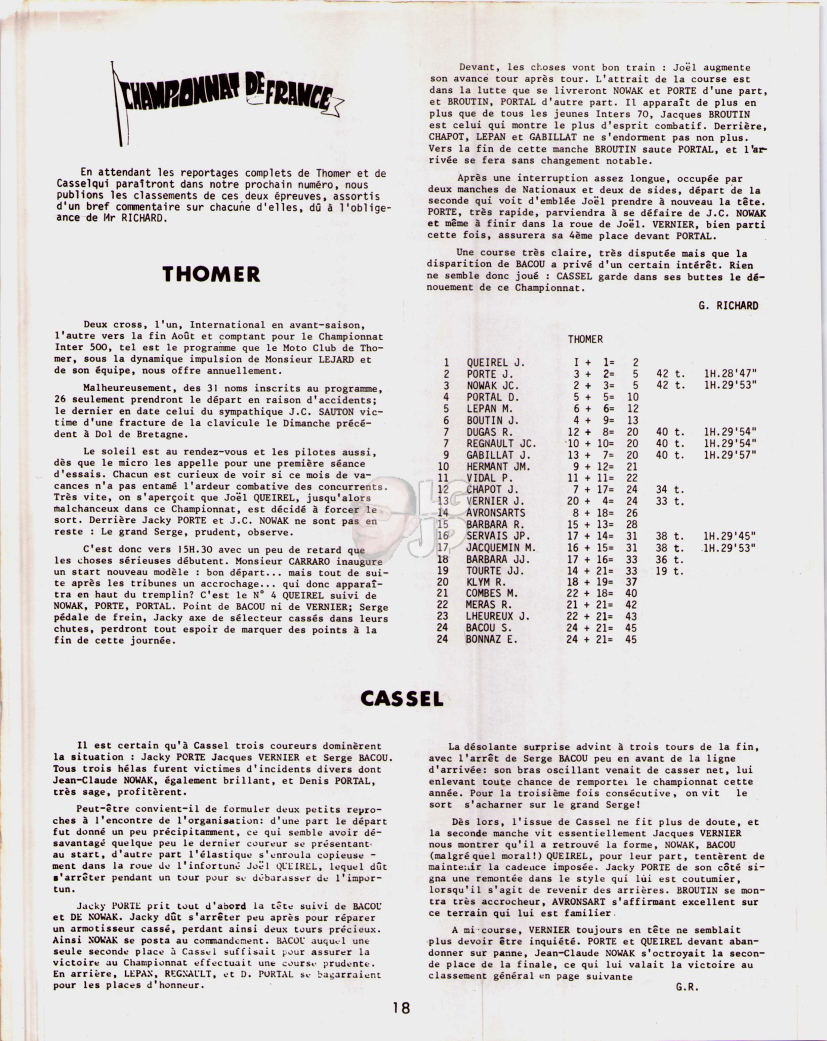 CHAMPIONNAT DE FRANCE
En attendant les reportages complets de Thomer et de
Casselqui paraîtront dans notre prochain numéro, nous
publions les classements de ces deux épreuves, assortis
d'un bref commentaire sur chacune d'elles, dû à l'oblige-
ance de Mr RICHARD.
THOMER
Deux cross, l'un, International en avant-saison,
l'autre vers la fin Août et comptant pour le Championnat
Inter 500, tel est le programme que le Moto Club de Tho-
mer, sous la dynamique impulsion de Monsieur LEJARD et
de son équipe, nous offre annuellement.
Malheureusement, des 31 noms inscrits au programme,
26 seulement prendront le départ en raison d'accidents;
le dernier en date celui du sympathique J.C. SAUTON vic-
time d'une fracture de la clavicule le Dimanche précé-
dent à Dol de Bretagne.
Le soleil est au rendez-vous et les pilotes aussi,
dès que le micro les appelle pour une première séance
d'essais. Chacun est curieux de voir si ce mois de va-
cances n'a pas entamé l'ardeur combative des concurrents.
Très vite, on s'aperçoit que Joël QUEIREL, jusqu'alors
malchanceux dans ce Championnat, est décidé à forcer le
sort. Derrière Jacky PORTE et J.C. NOWAK ne sont pas en
reste : Le grand Serge, prudent, observe.
C'est donc vers 15H.30 avec un peu de retard que
les choses sérieuses débutent. Monsieur CARRARO inaugure
un start nouveau modèle : bon départ... mais tout de sui-
te après les tribunes un accrochage... qui donc apparaî-
tra en haut du tremplin? C'est le N° 4 QUEIREL suivi de
NOWAK, PORTE, PORTAL. Point de BACOU ni de VERNIER; Serge
pédale de frein, Jacky axe de sélecteur cassés dans leurs
chutes, perdront tout espoir de marquer des points à la
fin de cette journée.
Devant, les choses vont bon train : Joël augmente
son avance tour après tour. L'attrait de la course est
dans la lutte que se livreront NOWAK et PORTE d'une part,
et BROUTIN, PORTAL d'autre part. Il apparaît de plus en
plus que de tous les jeunes Inters 70, Jacques BROUTIN
est celui qui montre le plus d'esprit combatif. Derrière,
CHAPOT, LEPAN et GABILLAT ne s'endorment pas non plus.
Vers la fin de cette manche BROUTIN saute PORTAL, et l'ar-
rivée se fera sans changement notable.
Après une interruption assez longue, occupée par
deux manches de Nationaux et deux de sides, départ de la
seconde qui voit d'emblée Joël prendre à nouveau la tête.
PORTE, très rapide, parviendra à se défaire de J.C. NOWAK
et même à finir dans la roue de Joël. VERNIER, bien parti
cette fois, assurera sa 4ème place devant PORTAL.
Une course très claire, très disputée mais que la
disparition de BACOU a privé d'un certain intérêt. Rien
ne semble donc joué : CASSEL garde dans ses buttes le dé-
nouement de ce Championnat.
G. RICHARD
THOMER
1 QUEIREL J. I + 1= 2
2 PORTE J. 3 + 2= 5 42 t. 1H.28'47"
3 NOWAK JC. 2 + 3= 5 42 t. 1H.29'53"
4 PORTAL D. 5 + 5= 10
5 LEPAN M. 6 + 6= 12
6 BOUTIN J. 4 + 9= 13
7 DUGAS R. 12 + 8= 20 40 t. 1H.29'54"
7 REGNAULT JC. 10 + 10= 20 40 t. 1H.29'54"
9 GABILLAT J. 13 + 7= 20 40 t. 1H.29'57"
10 HERMANT JM. 9 + 12= 21
11 VIDAL P. 11 + 11= 22
12 CHAPOT J. 7 + 17= 24 34 t.
13 VERNIER J. 20 + 4= 24 33 t.
14 AVRONSARTS 8 + 18= 26
15 BARBARA R. 15 + 13= 28
16 SERVAIS JP. 17 + 14= 31 38 t. 1H.29'45"
17 JACQUEMIN M. 16 + 15= 31 38 t. 1H.29'53"
18 BARBARA JJ. 17 + 16= 33 36 t.
19 TOURTE JJ. 14 + 21= 33 19 t.
20 KLYM R. 18 + 19= 37
21 COMBES M. 22 + 18= 40
22 MERAS R. 21 + 21= 42
23 LHEUREUX J. 22 + 21= 43
24 BACOU S. 24 + 21= 45
24 BONNAZ E. 24 + 21= 45
LG
JP
CASSEL
Il est certain qu'à Cassel trois coureurs dominèrent
la situation : Jacky PORTE Jacques VERNIER et Serge BACOU.
Tous trois hélas furent victimes d'incidents divers dont
Jean-Claude NOWAK, également brillant, et Denis PORTAL,
très sage, profitèrent.
Peut-être convient-il de formuler deux petits repro-
ches à l'encontre de l'organisation: d'une part le départ
fut donné un peu précipitamment, ce qui semble avoir dé-
savantagé quelque peu le dernier coureur se présentant
au start, d'autre part l'élastique s'enroula copieuse -
ment dans la roue de l'infortuné Joël QUEIREL, lequel dût
s'arrêter pendant un tour pour se débarasser de l'impor-
tun.
Jacky PORTE prit tout d'abord la tête suivi de BACOU
et DE NOWAK. Jacky dût s'arrêter peu après pour réparer
un armotisseur cassé, perdant ainsi deux tours précieux.
Ainsi NOWAK se posta au commandement. BACOU auquel une
seule seconde place à Cassel suffisait pour assurer la
victoire au Championnat effectuait une course prudente.
En arrière, LEPAN, REGNAULT, et D. PORTAL se bagarraient
pour les places d'honneur.
La désolante surprise advint à trois tours de la fin,
avec l'arrêt de Serge BACOU peu en avant de la ligne
d'arrivée: son bras oscillant venait de casser net, lui
enlevant toute chance de remporter le championnat cette
année. Pour la troisième fois consécutive, on vit le
sort s'acharner sur le grand Serge!
Dès lors, l'issue de Cassel ne fit plus de doute, et
la seconde manche vit essentiellement Jacques VERNIER
nous montrer qu'il a retrouvé la forme, NOWAK, BACOU
(malgré quel moral!) QUEIREL, pour leur part, tentèrent de
maintenir la cadence imposée. Jacky PORTE de son côté si-
gna une remontée dans le style qui lui est coutumier,
lorsqu'il s'agit de revenir des arrières. BROUTIN se mon-
tra très accrocheur, AVRONSART s'affirmant excellent sur
ce terrain qui lui est familier.
A mi-course, VERNIER toujours en tête ne semblait
plus devoir être inquiété. PORTE et QUEIREL devant aban-
donner sur panne, Jean-Claude NOWAK s'octroyait la secon-
de place de la finale, ce qui lui valait la victoire au
classement général en page suivante
G.R.
18